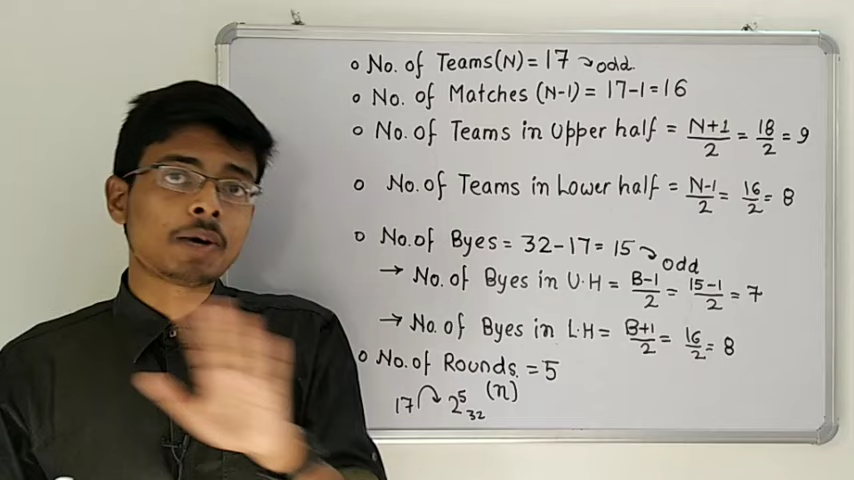 o No. of Teams(N) = 17 → odd.
o No. of Matches (N-1) = 17-1 = 16
o No. of Teams in Upper half = N+1/2 = 18/2 = 9
o No. of Teams in Lower half = N-1/2 = 16/2 = 8
o No. of Byes = 32-17 = 15 → odd
→ No. of Byes in U.H = B-1/2 = 15-1/2 = 7
→ No. of Byes in L.H = B+1/2 = 16/2 = 8
o No. of Rounds. = 5
17 → 2⁵ (n)
32